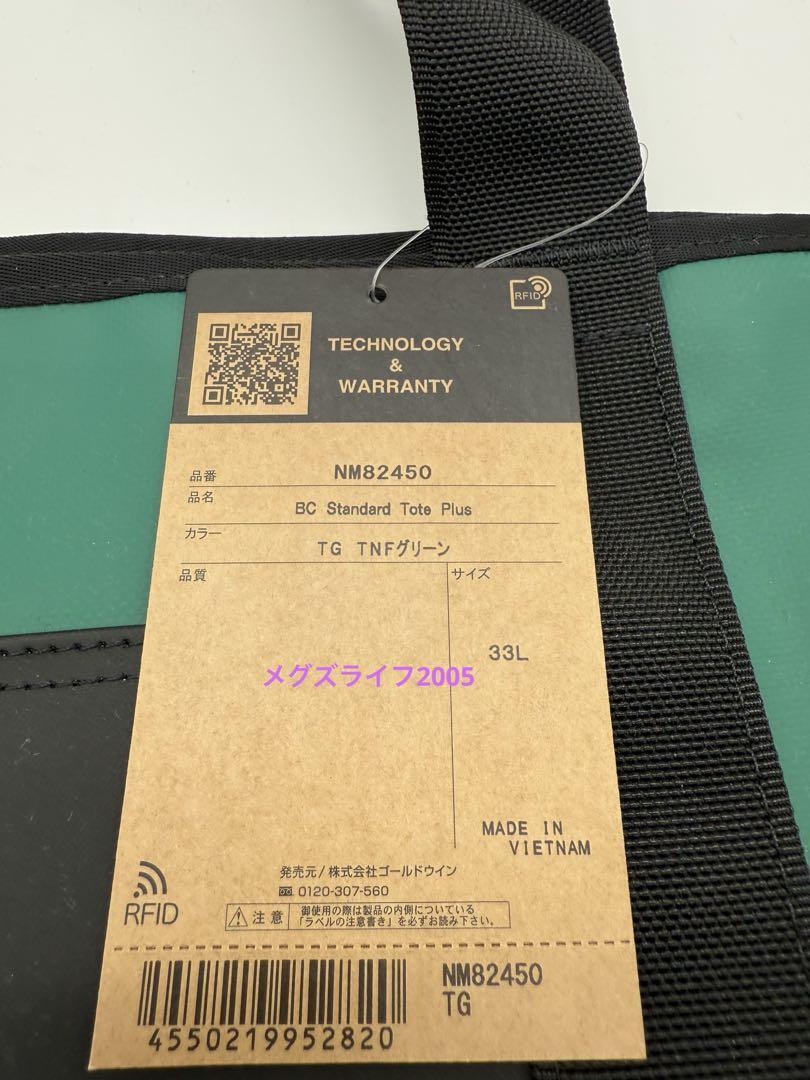 RFID
TECHNOLOGY
&
WARRANTY
品番 NM82450
品名 BC Standard Tote Plus
カラー TG TNFグリーン
品質 サイズ
33L
メグズライフ2005
MADE IN
VIETNAM
発売元/株式会社ゴールドウイン
0120-307-560
RFID
注意 御使用の際は製品の内側についている
「ラベルの注意書き」を必ずお読み下さい。
NM82450
TG
4550219952820